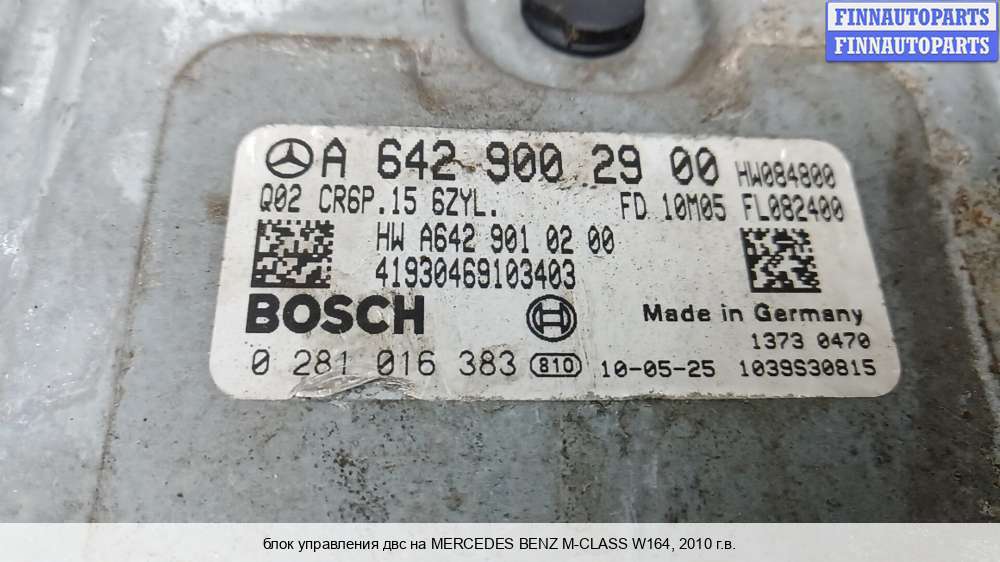 FINNAUTOPARTS
FINNAUTOPARTS
A 642 900 29 00 HW084800
Q02 CR6P.15 6ZYL. FD 10M05 FL082400
HW A642 901 02 00
41930469103403
BOSCH
Made in Germany
1373 0470
0 281 016 383 810 10-05-25 1039S30815
блок управления двс на MERCEDES BENZ M-CLASS W164, 2010 г.в.